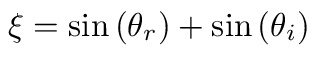 ξ = sin (θ_r) + sin (θ_i)